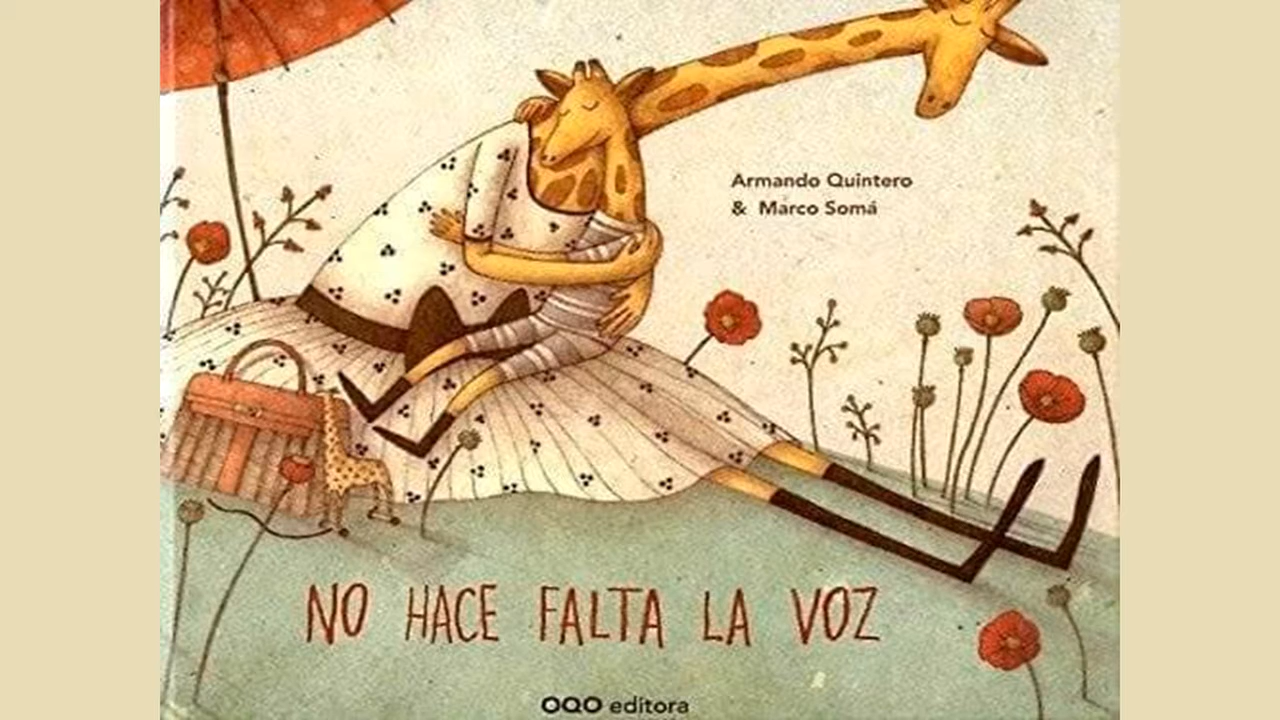 Armando Quintero
& Marco Somá
NO HACE FALTA LA VOZ
OQO editora